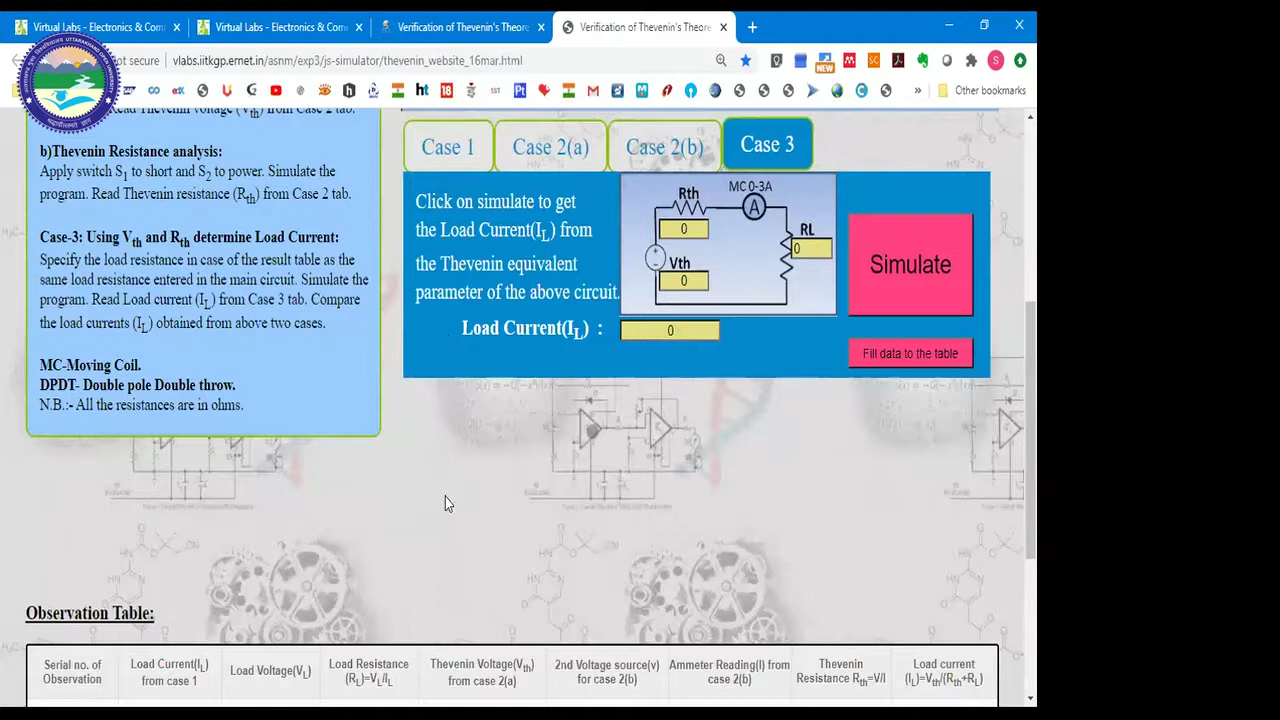 Virtual Labs - Electronics & Com
Virtual Labs - Electronics & Com
Verification of Thevenin's Theore
Verification of Thevenin's Theore
ot secure
vlabs.iitkgp.ernet.in/asnm/exp3/js-simulator/thevenin_website_16mar.html
Other bookmarks
Read Thevenin voltage (Vth) from Case 2 tab.
b)Thevenin Resistance analysis:
Apply switch S1 to short and S2 to power. Simulate the
program. Read Thevenin resistance (Rth) from Case 2 tab.
Case-3: Using Vth and Rth determine Load Current:
Specify the load resistance in case of the result table as the
same load resistance entered in the main circuit. Simulate the
program. Read Load current (IL) from Case 3 tab. Compare
the load currents (IL) obtained from above two cases.
MC-Moving Coil.
DPDT- Double pole Double throw.
N.B.:- All the resistances are in ohms.
Case 1
Case 2(a)
Case 2(b)
Case 3
Click on simulate to get
the Load Current(IL) from
the Thevenin equivalent
parameter of the above circuit.
Rth
0
MC 0-3A
A
RL
0
Vth
0
Load Current(IL) :
0
Simulate
Fill data to the table
Observation Table:
Serial no. of
Observation
Load Current(IL)
from case 1
Load Voltage(VL)
Load Resistance
(RL)=VL/IL
Thevenin Voltage(Vth)
from case 2(a)
2nd Voltage source(v)
for case 2(b)
Ammeter Reading(I) from
case 2(b)
Thevenin
Resistance Rth=V/I
Load current
(IL)=Vth/(Rth+RL)